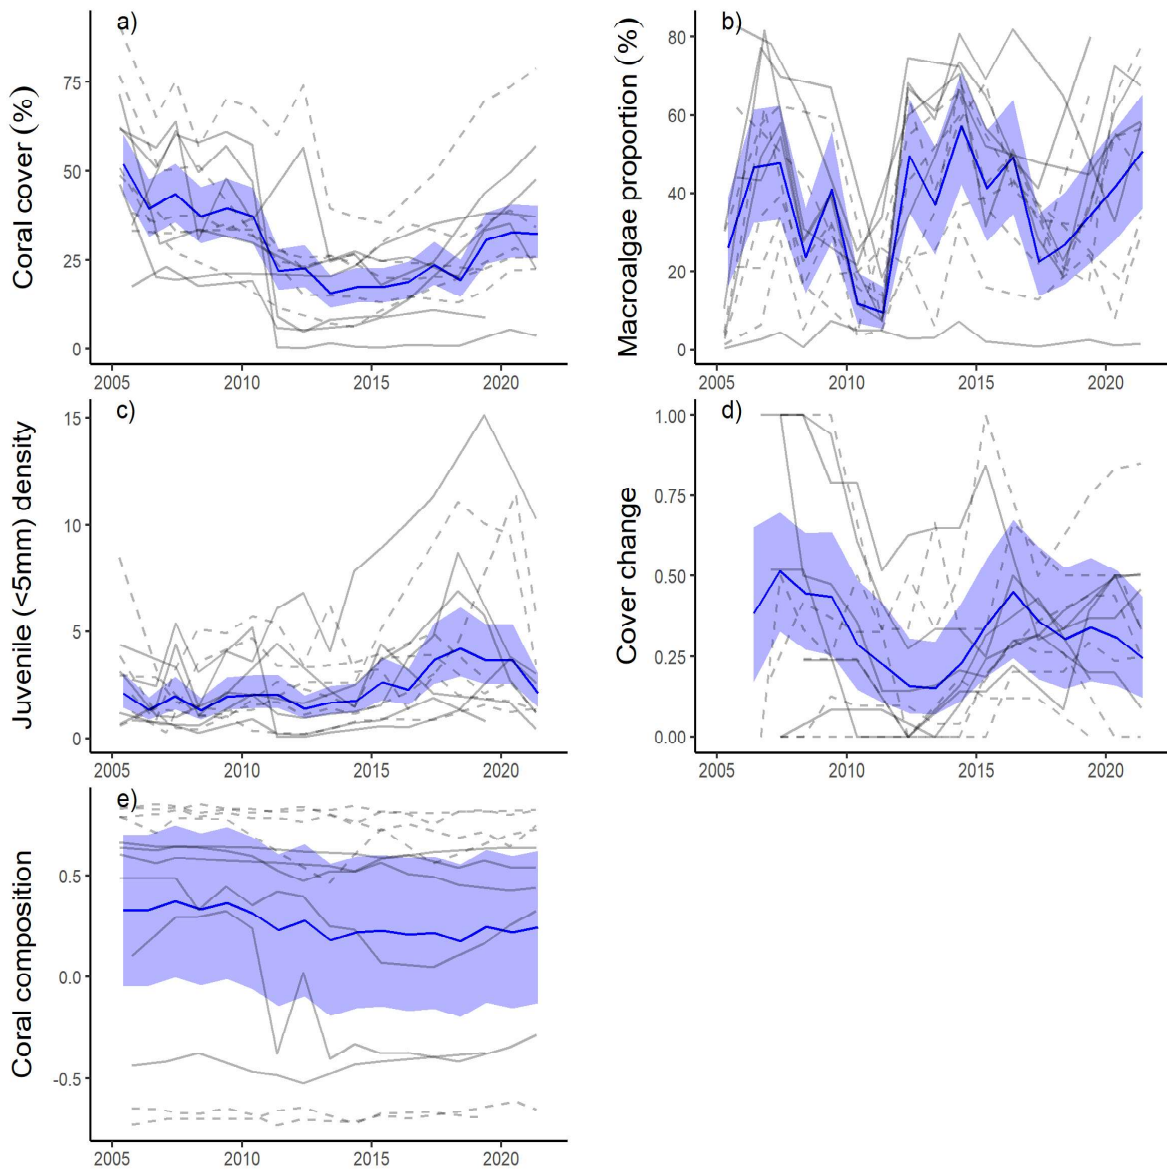 a)
Coral cover (%)
75
50
25
0
2005 2010 2015 2020
b)
Macroalgae proportion (%)
80
60
40
20
0
2005 2010 2015 2020
c)
Juvenile (<5mm) density
15
10
5
0
2005 2010 2015 2020
d)
Cover change
1.00
0.75
0.50
0.25
0.00
2005 2010 2015 2020
e)
Coral composition
0.5
0.0
-0.5
2005 2010 2015 2020